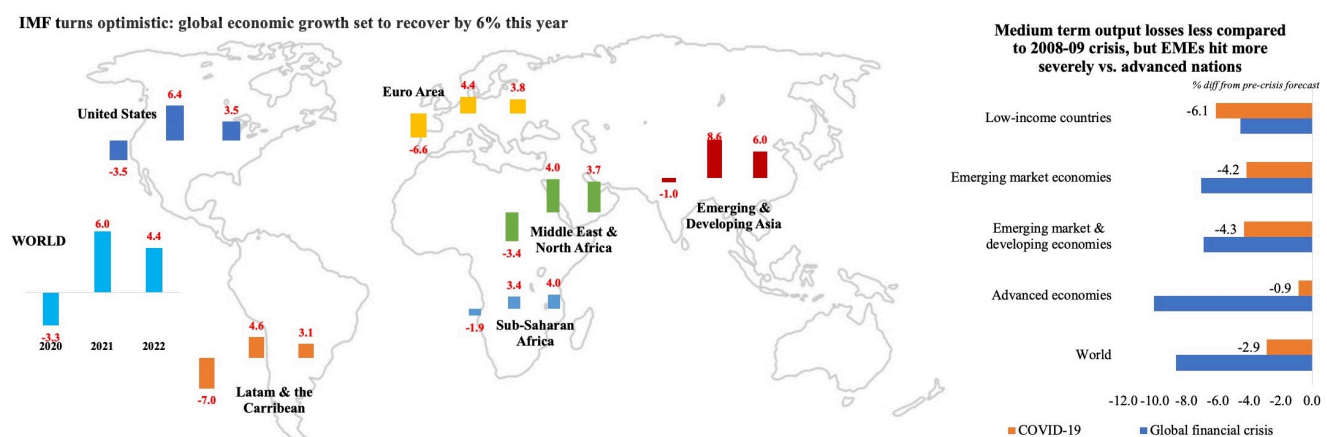 IMF turns optimistic: global economic growth set to recover by 6% this year
United States
-3.5
6.4
3.5
Euro Area
-6.6
4.4
3.8
Emerging &
Developing Asia
-1.0
8.6
6.0
Middle East &
North Africa
-3.4
4.0
3.7
WORLD
-3.3
6.0
4.4
2020
2021
2022
Sub-Saharan
Africa
-1.9
3.4
4.0
Latam & the
Carribean
-7.0
4.6
3.1
Medium term output losses less compared
to 2008-09 crisis, but EMEs hit more
severely vs. advanced nations
% diff from pre-crisis forecast
Low-income countries
-6.1
Emerging market economies
-4.2
Emerging market &
developing economies
-4.3
Advanced economies
-0.9
World
-2.9
-12.0 -10.0 -8.0 -6.0 -4.0 -2.0 0.0
COVID-19
Global financial crisis